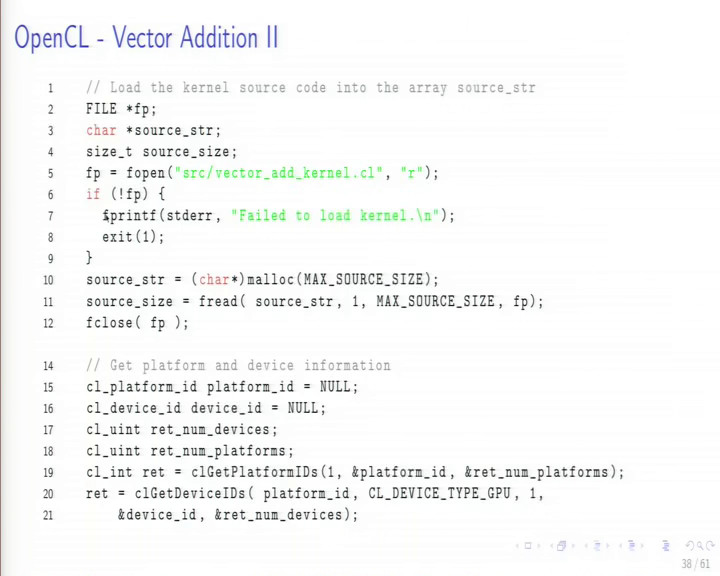 OpenCL - Vector Addition II
1 // Load the kernel source code into the array source_str
2 FILE *fp;
3 char *source_str;
4 size_t source_size;
5 fp = fopen("src/vector_add_kernel.cl", "r");
6 if (!fp) {
7 fprintf(stderr, "Failed to load kernel.\n");
8 exit(1);
9 }
10 source_str = (char*)malloc(MAX_SOURCE_SIZE);
11 source_size = fread( source_str, 1, MAX_SOURCE_SIZE, fp);
12 fclose( fp );
14 // Get platform and device information
15 cl_platform_id platform_id = NULL;
16 cl_device_id device_id = NULL;
17 cl_uint ret_num_devices;
18 cl_uint ret_num_platforms;
19 cl_int ret = clGetPlatformIDs(1, &platform_id, &ret_num_platforms);
20 ret = clGetDeviceIDs( platform_id, CL_DEVICE_TYPE_GPU, 1,
21 &device_id, &ret_num_devices);
38 / 61